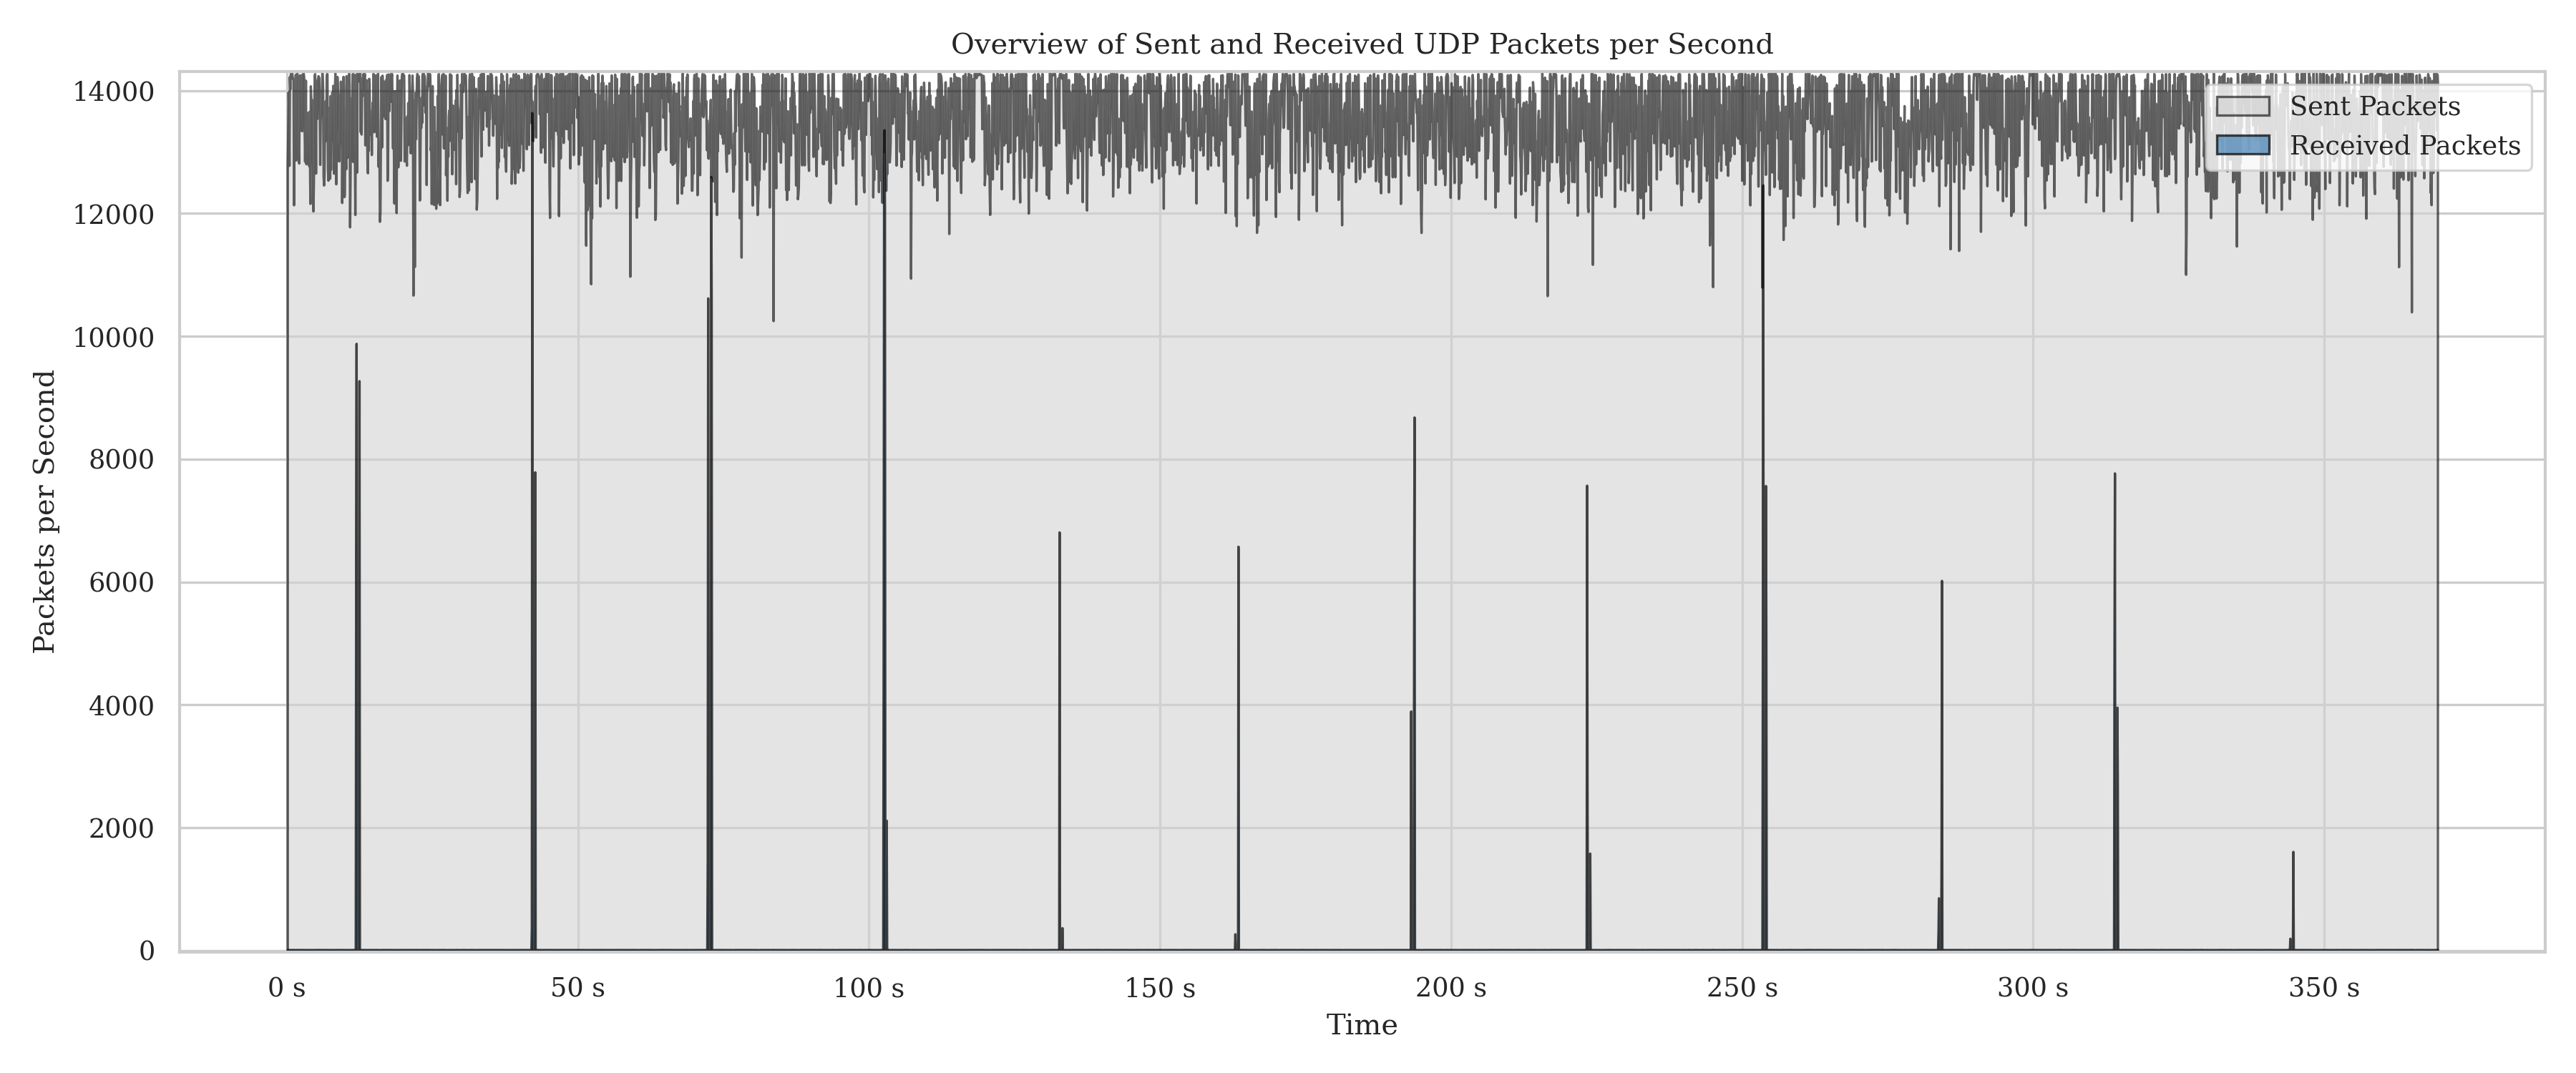 Overview of Sent and Received UDP Packets per Second
14000
12000
10000
8000
6000
4000
2000
0
Packets per Second
Sent Packets
Received Packets
0 s
50 s
100 s
150 s
200 s
250 s
300 s
350 s
Time